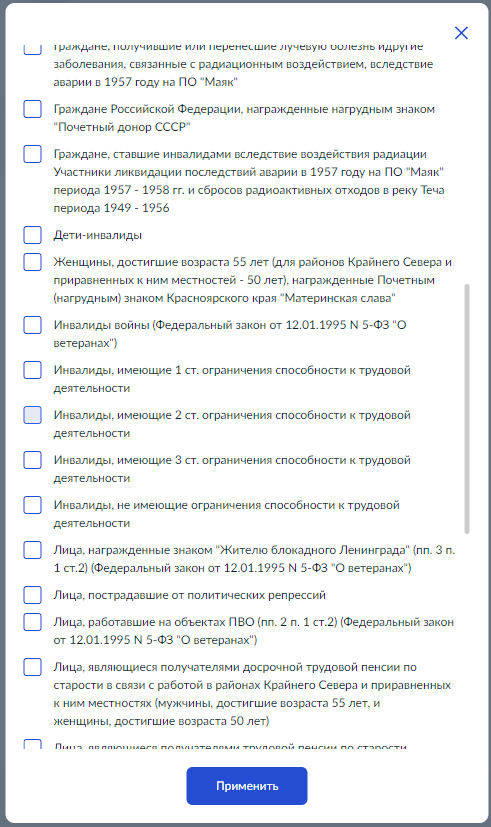 Граждане, получившие или перенесшие лучевую болезнь идругие
заболевания, связанные с радиационным воздействием, вследствие
аварии в 1957 году на ПО "Маяк"
Граждане Российской Федерации, награжденные нагрудным знаком
"Почетный донор СССР"
Граждане, ставшие инвалидами вследствие воздействия радиации
Участники ликвидации последствий аварии в 1957 году на ПО "Маяк"
периода 1957 - 1958 гг. и сбросов радиоактивных отходов в реку Теча
периода 1949 - 1956
Дети-инвалиды
Женщины, достигшие возраста 55 лет (для районов Крайнего Севера и
приравненных к ним местностей - 50 лет), награжденные Почетным
(нагрудным) знаком Красноярского края "Материнская слава"
Инвалиды войны (Федеральный закон от 12.01.1995 N 5-ФЗ "О
ветеранах")
Инвалиды, имеющие 1 ст. ограничения способности к трудовой
деятельности
Инвалиды, имеющие 2 ст. ограничения способности к трудовой
деятельности
Инвалиды, имеющие 3 ст. ограничения способности к трудовой
деятельности
Инвалиды, не имеющие ограничения способности к трудовой
деятельности
Лица, награжденные знаком "Жителю блокадного Ленинграда" (пп. 3 п.
1 ст.2) (Федеральный закон от 12.01.1995 N 5-ФЗ "О ветеранах")
Лица, пострадавшие от политических репрессий
Лица, работавшие на объектах ПВО (пп. 2 п. 1 ст.2) (Федеральный закон
от 12.01.1995 N 5-ФЗ "О ветеранах")
Лица, являющиеся получателями досрочной трудовой пенсии по
старости в связи с работой в районах Крайнего Севера и приравненных
к ним местностях (мужчины, достигшие возраста 55 лет, и
женщины, достигшие возраста 50 лет)
Лица, являющиеся получателями трудовой пенсии по старости
Применить